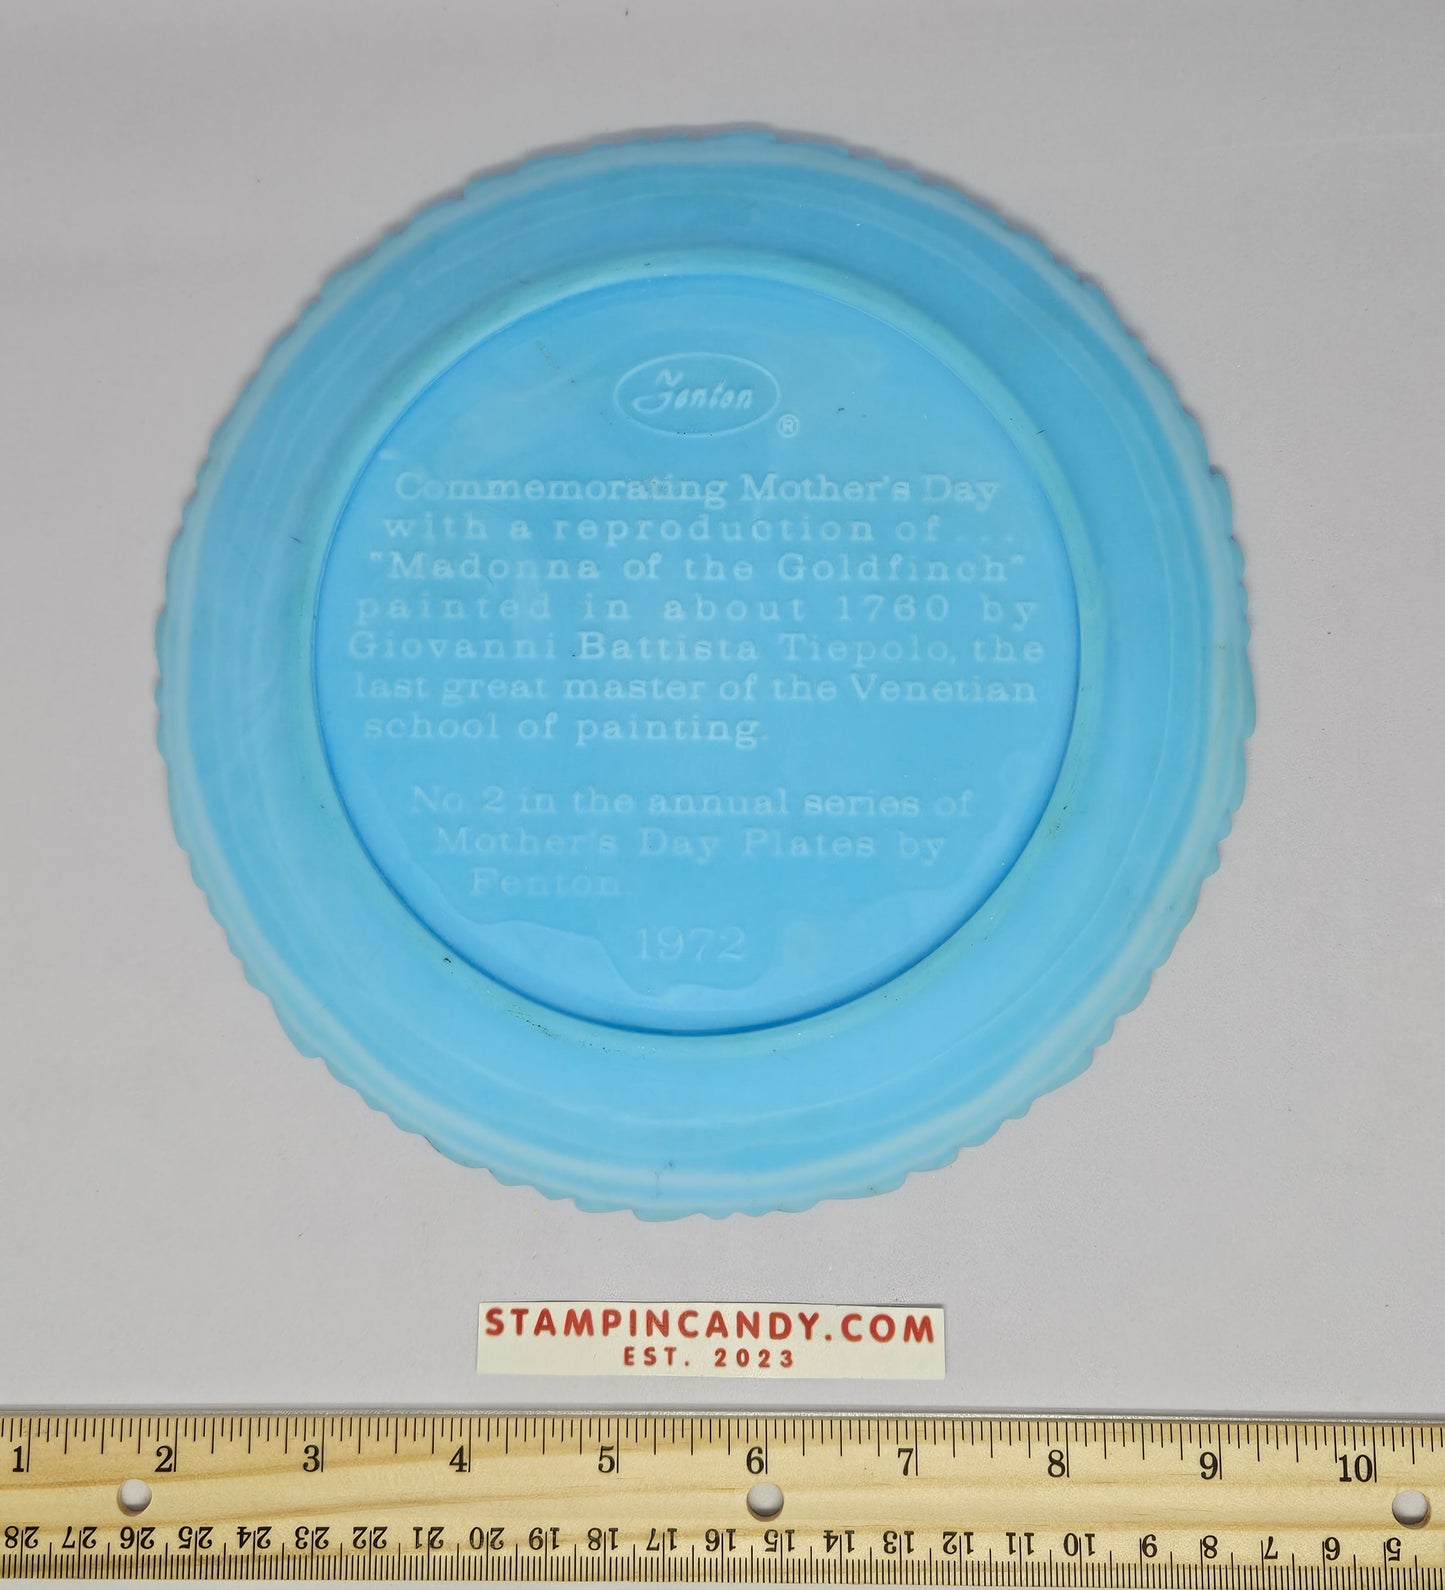 Fenton
®
Commemorating Mother's Day
with a reproduction of...
"Madonna of the Goldfinch"
painted in about 1760 by
Giovanni Battista Tiepolo, the
last great master of the Venetian
school of painting.
No. 2 in the annual series of
Mother's Day Plates by
Fenton.
1972
STAMPINCANDY.COM
EST. 2023
1 2 3 4 5 6 7 8 9 10
28 27 26 25 24 23 22 21 20 19 18 17 16 15 14 13 12 11 10 9 8 7 6 5